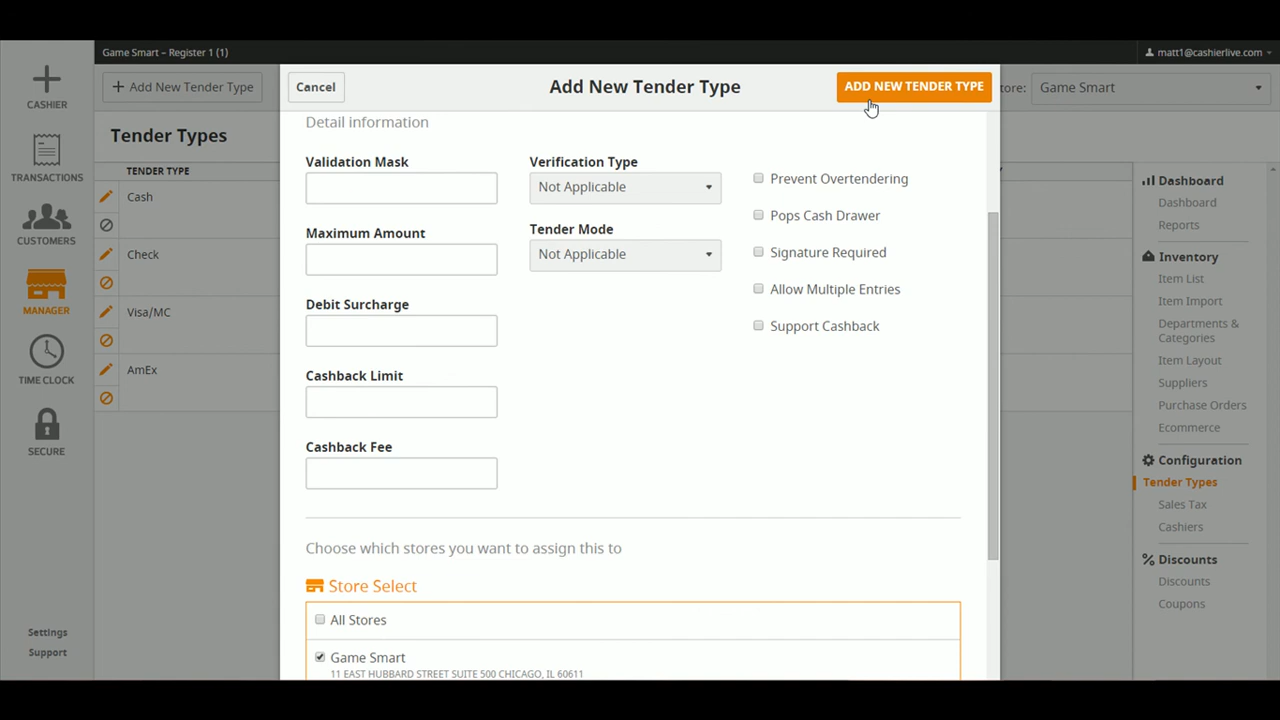 Game Smart – Register 1 (1)
matt1@cashierlive.com
CASHIER
TRANSACTIONS
CUSTOMERS
MANAGER
TIME CLOCK
SECURE
Settings
Support
+ Add New Tender Type
Store:
Game Smart
Tender Types
TENDER TYPE
Cash
Check
Visa/MC
AmEx
Cancel
Add New Tender Type
ADD NEW TENDER TYPE
Detail information
Validation Mask
Maximum Amount
Debit Surcharge
Cashback Limit
Cashback Fee
Verification Type
Not Applicable
Tender Mode
Not Applicable
Prevent Overtendering
Pops Cash Drawer
Signature Required
Allow Multiple Entries
Support Cashback
Choose which stores you want to assign this to
Store Select
All Stores
Game Smart
11 EAST HUBBARD STREET SUITE 500 CHICAGO, IL 60611
Dashboard
Dashboard
Reports
Inventory
Item List
Item Import
Departments &
Categories
Item Layout
Suppliers
Purchase Orders
Ecommerce
Configuration
Tender Types
Sales Tax
Cashiers
% Discounts
Discounts
Coupons